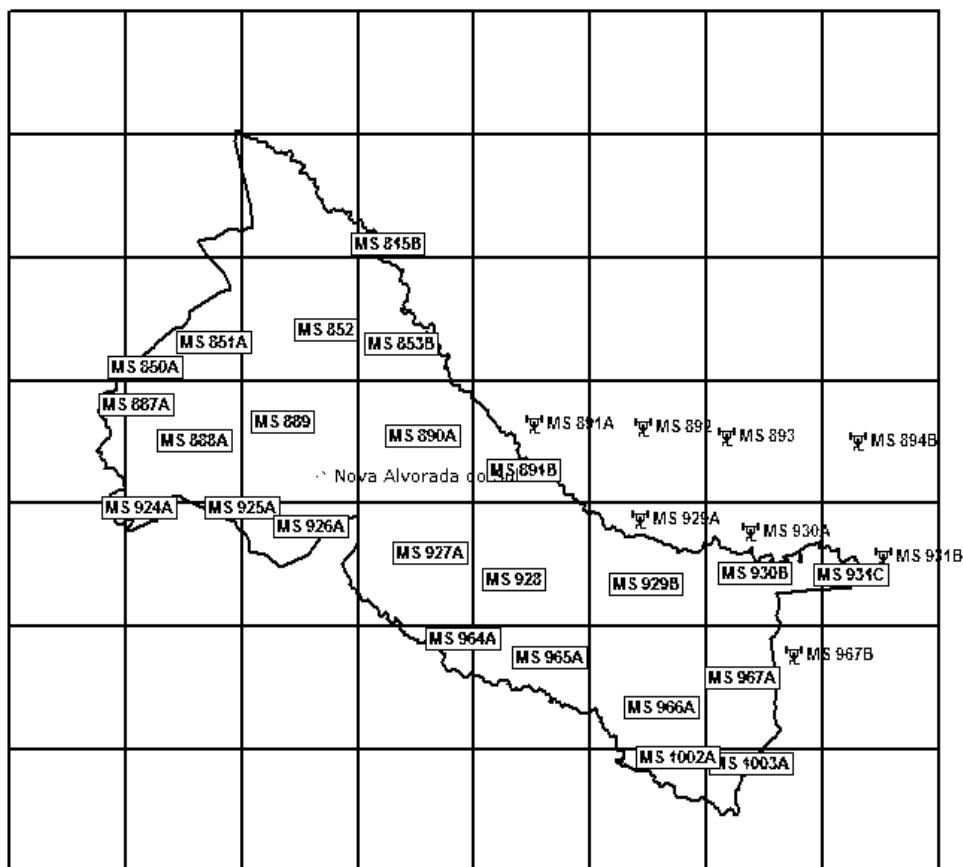 MS 815B
MS 852
MS 851A
MS 853B
MS 850A
MS 887A
MS 889
MS 891A
MS 892
MS 893
MS 888A
MS 890A
MS 894B
MS 891B
Nova Alvorada do Sul
MS 924A
MS 925A
MS 926A
MS 929A
MS 930A
MS 927A
MS 931B
MS 928
MS 929B
MS 930B
MS 931C
MS 964A
MS 965A
MS 967B
MS 967A
MS 966A
MS 1002A
MS 1003A